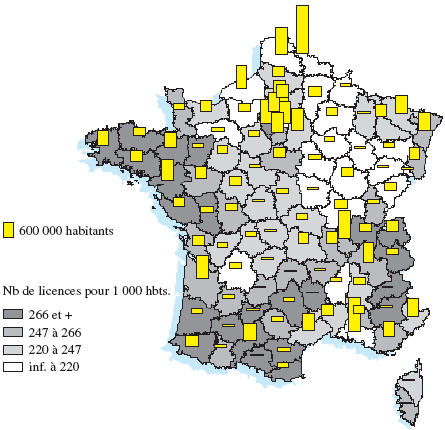 600 000 habitants
Nb de licences pour 1 000 hbts.
266 et +
247 à 266
220 à 247
inf. à 220